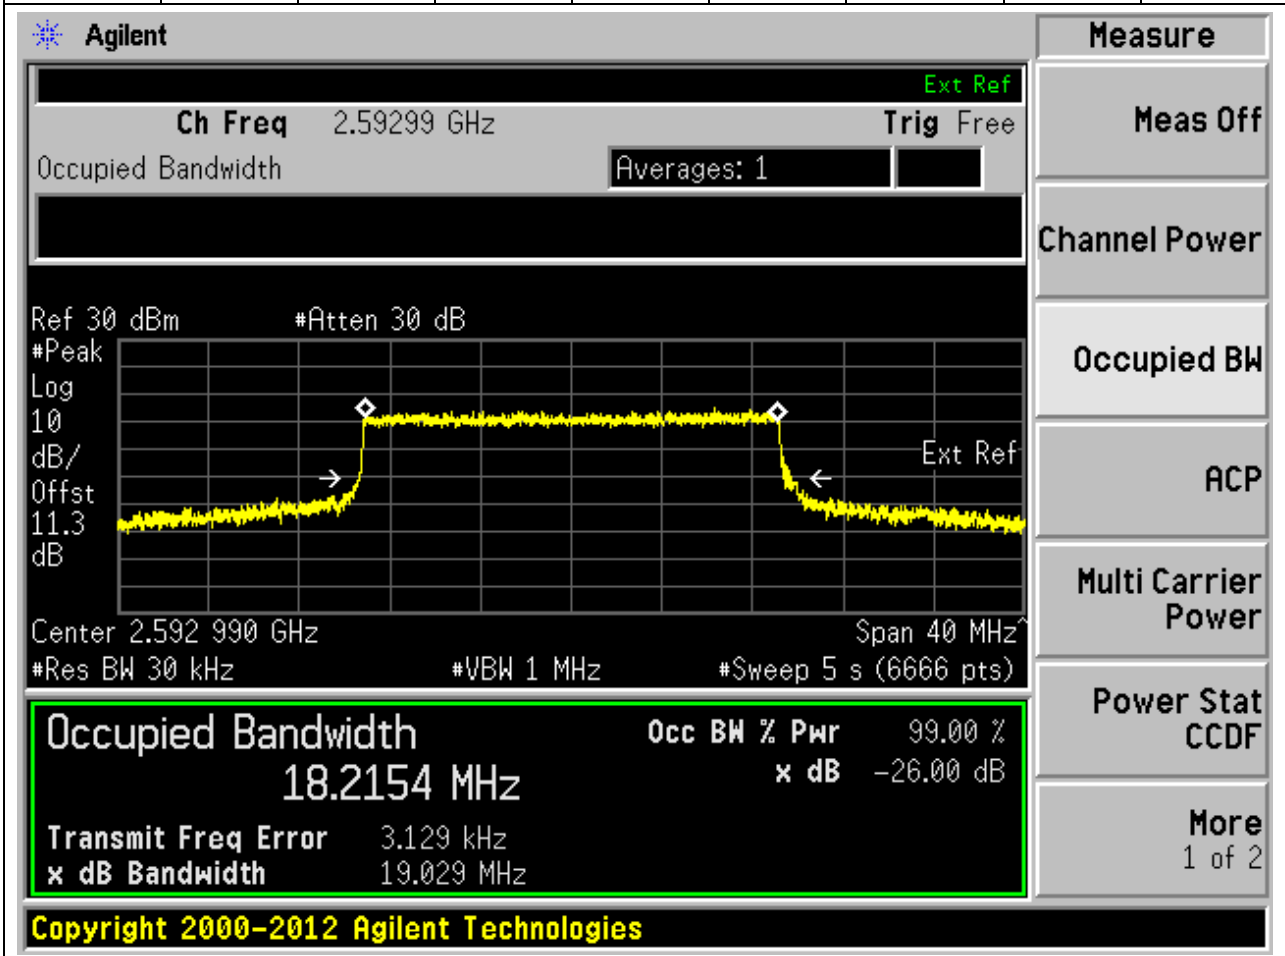 Agilent
Measure
Ext Ref
Ch Freq 2.59299 GHz Trig Free
Meas Off
Occupied Bandwidth Averages: 1
Channel Power
Ref 30 dBm #Atten 30 dB
#Peak
Log
10
dB/
Offst
11.3
dB
Ext Ref
Occupied BW
ACP
Center 2.592 990 GHz Span 40 MHz^
#Res BW 30 kHz #VBW 1 MHz #Sweep 5 s (6666 pts)
Multi Carrier
Power
Occupied Bandwidth Occ BW % Pwr 99.00 %
18.2154 MHz x dB -26.00 dB
Transmit Freq Error 3.129 kHz
x dB Bandwidth 19.029 MHz
Power Stat
CCDF
More
1 of 2
Copyright 2000-2012 Agilent Technologies